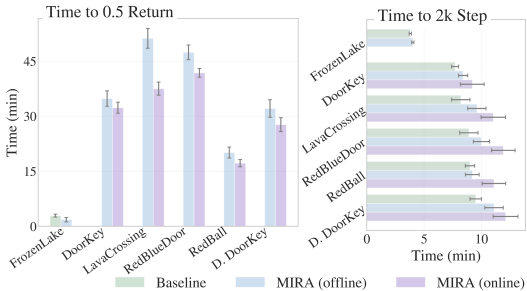 Time to 0.5 Return
Time (min)
45
30
15
0
FrozenLake
DoorKey
LavaCrossing
RedBlueDoor
RedBall
D. DoorKey
Time to 2k Step
FrozenLake
DoorKey
LavaCrossing
RedBlueDoor
RedBall
D. DoorKey
0 5 10
Time (min)
Baseline MIRA (offline) MIRA (online)